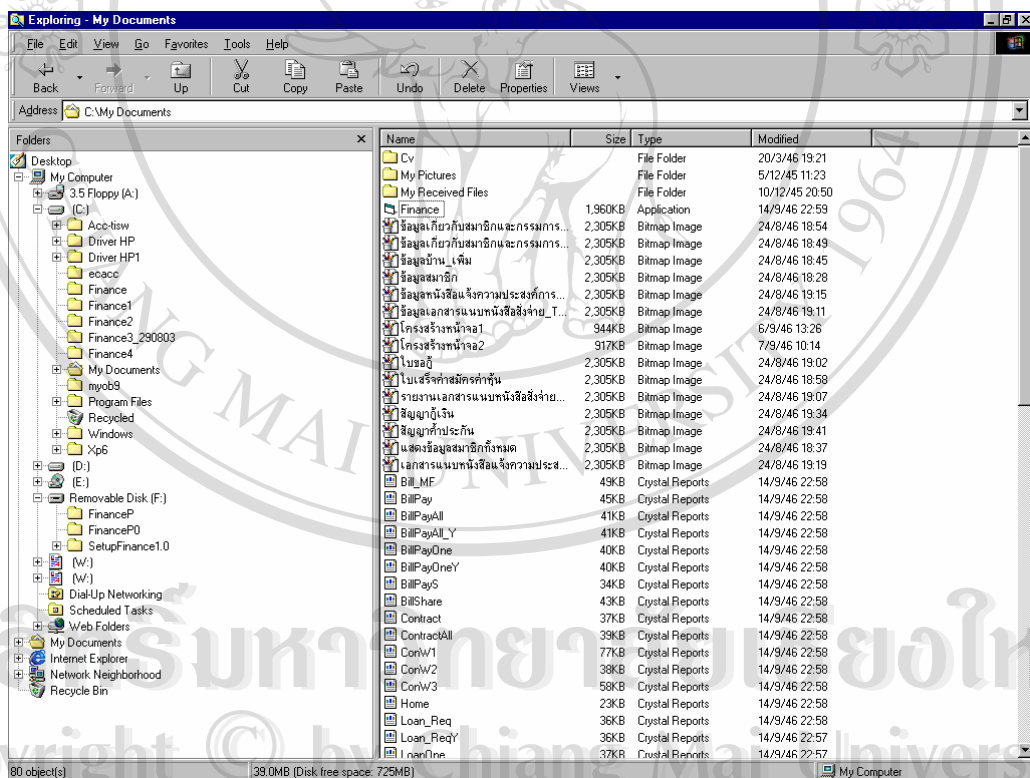 Exploring - My Documents
File Edit View Go Favorites Tools Help
Back Forward Up Cut Copy Paste Undo Delete Properties Views
Address C:\My Documents
Folders
Desktop
My Computer
3.5 Floppy (A:)
(C:)
Acc-tisw
Driver HP
Driver HP1
ecacc
Finance
Finance1
Finance2
Finance3_290803
Finance4
My Documents
myob9
Program Files
Recycled
Windows
Xp6
(D:)
(E:)
Removable Disk (F:)
FinanceP
FinanceP0
SetupFinance1.0
(W:)
(W:)
Dial-Up Networking
Scheduled Tasks
Web Folders
My Documents
Internet Explorer
Network Neighborhood
Recycle Bin
Name Size Type Modified
Cv File Folder 20/3/46 19:21
My Pictures File Folder 5/12/45 11:23
My Received Files File Folder 10/12/45 20:50
Finance 1,960KB Application 14/9/46 22:59
ข้อมูลเกี่ยวกับสมาชิกและกรรมการ... 2,305KB Bitmap Image 24/8/46 18:54
ข้อมูลเกี่ยวกับสมาชิกและกรรมการ... 2,305KB Bitmap Image 24/8/46 18:49
ข้อมูลบ้าน_เพิ่ม 2,305KB Bitmap Image 24/8/46 18:45
ข้อมูลสมาชิก 2,305KB Bitmap Image 24/8/46 18:28
ข้อมูลหนังสือแจ้งความประสงค์การ... 2,305KB Bitmap Image 24/8/46 19:15
ข้อมูลเอกสารแนบหนังสือสั่งจ่าย_T... 2,305KB Bitmap Image 24/8/46 19:11
โครงสร้างหน้าจอ1 944KB Bitmap Image 6/9/46 13:26
โครงสร้างหน้าจอ2 917KB Bitmap Image 7/9/46 10:14
ใบขอกู้ 2,305KB Bitmap Image 24/8/46 19:02
ใบเสร็จค่าสมัครค่าหุ้น 2,305KB Bitmap Image 24/8/46 18:58
รายงานเอกสารแนบหนังสือสั่งจ่าย... 2,305KB Bitmap Image 24/8/46 19:07
สัญญากู้เงิน 2,305KB Bitmap Image 24/8/46 19:34
สัญญาค้ำประกัน 2,305KB Bitmap Image 24/8/46 19:41
แสดงข้อมูลสมาชิกทั้งหมด 2,305KB Bitmap Image 24/8/46 18:37
เอกสารแนบหนังสือแจ้งความประส... 2,305KB Bitmap Image 24/8/46 19:19
Bill_MF 49KB Crystal Reports 14/9/46 22:58
BillPay 45KB Crystal Reports 14/9/46 22:58
BillPayAll 41KB Crystal Reports 14/9/46 22:58
BillPayAll_Y 41KB Crystal Reports 14/9/46 22:58
BillPayOne 40KB Crystal Reports 14/9/46 22:58
BillPayOneY 40KB Crystal Reports 14/9/46 22:58
BillPayS 34KB Crystal Reports 14/9/46 22:58
BillShare 43KB Crystal Reports 14/9/46 22:58
Contract 37KB Crystal Reports 14/9/46 22:58
ContractAll 39KB Crystal Reports 14/9/46 22:58
ConW1 77KB Crystal Reports 14/9/46 22:58
ConW2 38KB Crystal Reports 14/9/46 22:58
ConW3 58KB Crystal Reports 14/9/46 22:58
Home 23KB Crystal Reports 14/9/46 22:58
Loan_Req 36KB Crystal Reports 14/9/46 22:57
Loan_ReqY 36KB Crystal Reports 14/9/46 22:57
LoanOne 37KB Crystal Reports 14/9/46 22:57
80 object(s) 39.0MB (Disk free space: 725MB) My Computer